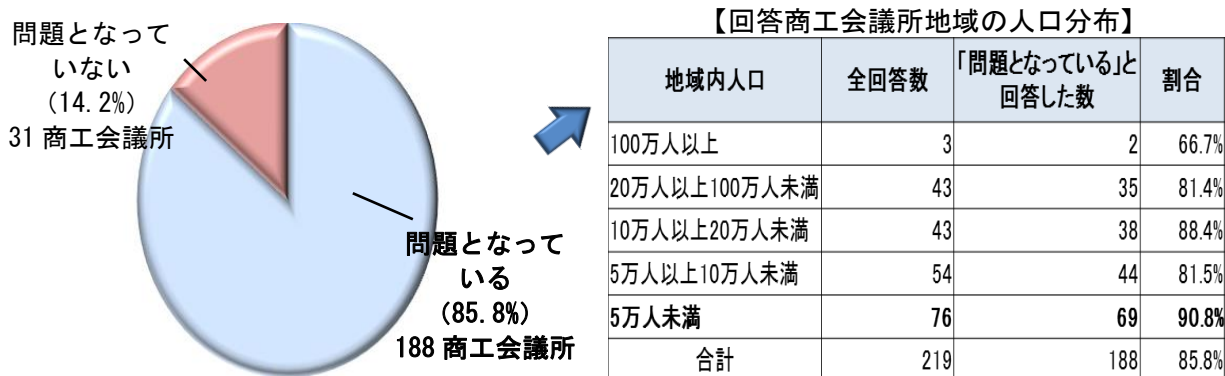 問題となって
いない
(14.2%)
31 商工会議所
問題となって
いる
(85.8%)
188 商工会議所
【回答商工会議所地域の人口分布】
地域内人口 全回答数 「問題となっている」と回答した数 割合
100万人以上 3 2 66.7%
20万人以上100万人未満 43 35 81.4%
10万人以上20万人未満 43 38 88.4%
5万人以上10万人未満 54 44 81.5%
5万人未満 76 69 90.8%
合計 219 188 85.8%